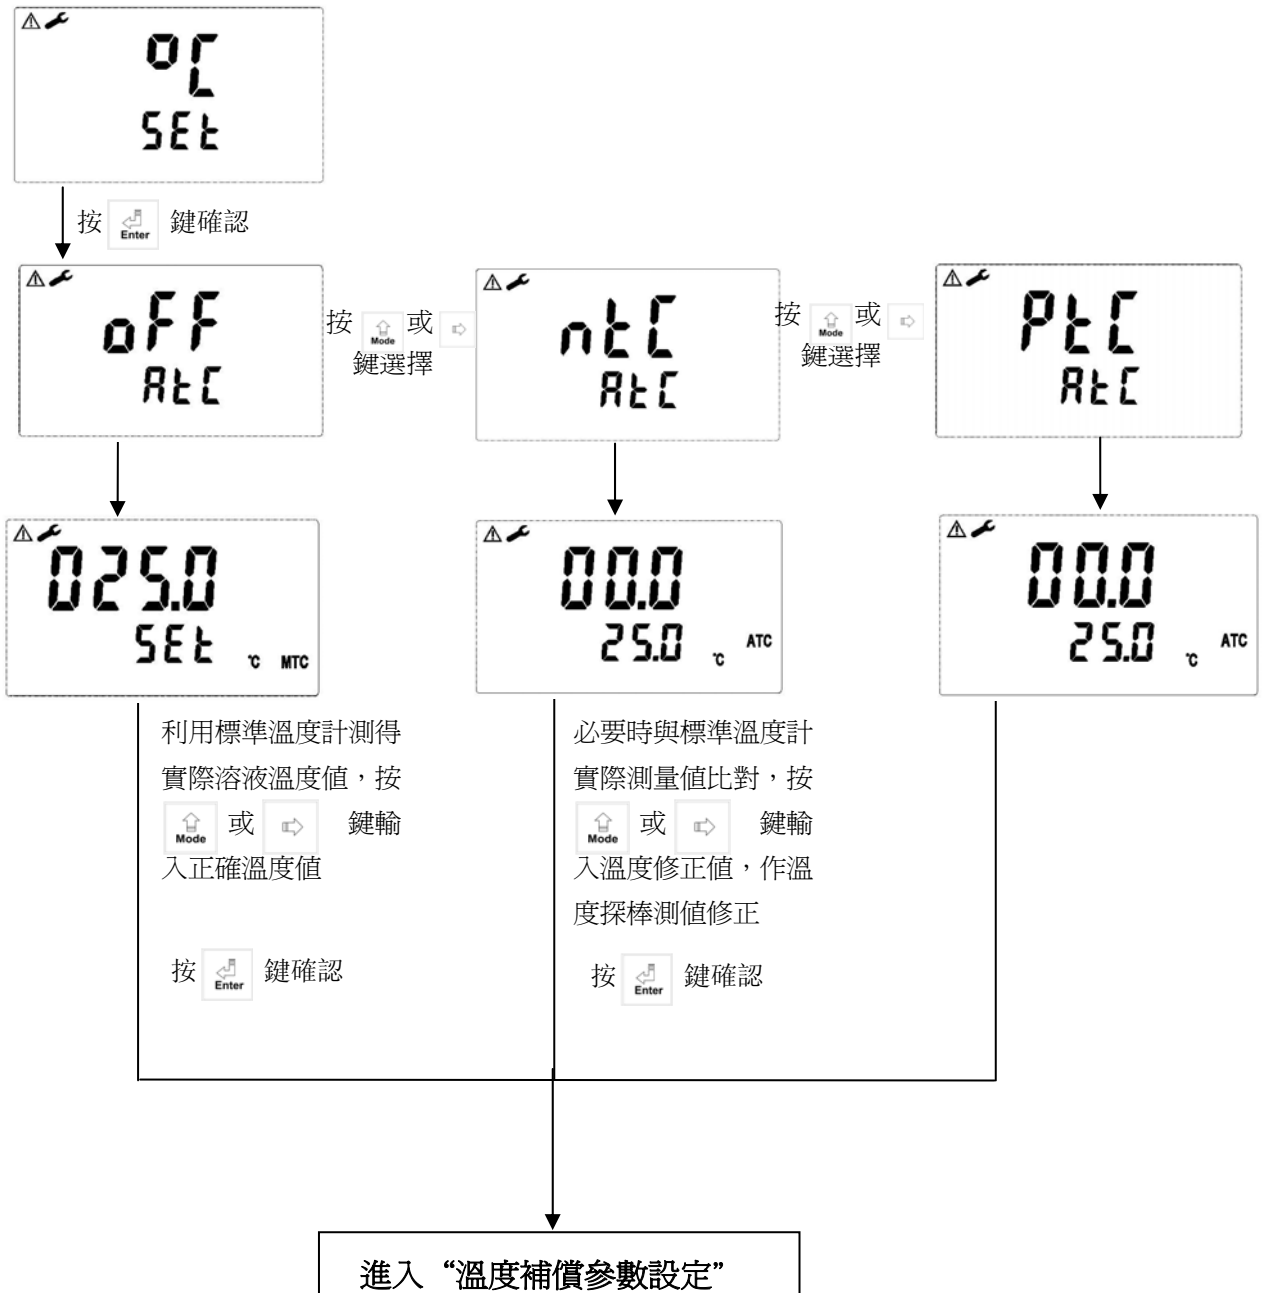 ℃
SEt
按 Enter 鍵確認
oFF
AtC
按 Mode 或
鍵選擇
ntC
AtC
按 Mode 或
鍵選擇
PtC
AtC
025.0
SEt ℃ MTC
00.0
25.0 ℃ ATC
00.0
25.0 ℃ ATC
利用標準溫度計測得
實際溶液溫度值，按
Mode 或 鍵輸
入正確溫度值
按 Enter 鍵確認
必要時與標準溫度計
實際測量值比對，按
Mode 或 鍵輸
入溫度修正值，作溫
度探棒測值修正
按 Enter 鍵確認
進入“溫度補償參數設定”